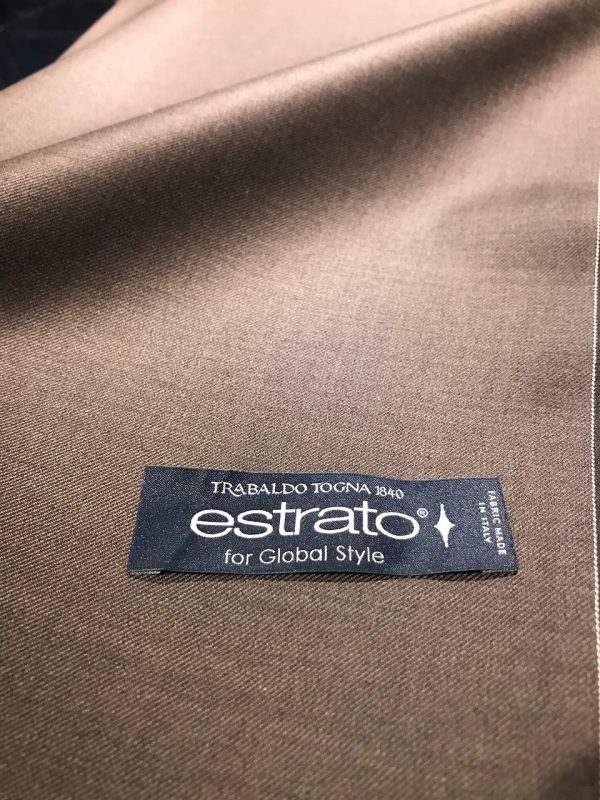 TRABALDO TOGNA 1840
estrato®
for Global Style
FABRIC MADE
IN ITALY